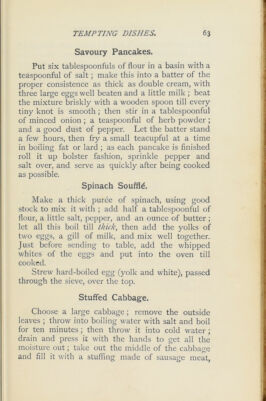 TEMPTING DISHES. 63
Savoury Pancakes.
Put six tablespoonfuls of flour in a basin with a
teaspoonful of salt ; make this into a batter of the
proper consistence as thick as double cream, with
three large eggs well beaten and a little milk ; beat
the mixture briskly with a wooden spoon till every
tiny knot is smooth ; then stir in a tablespoonful
of minced onion ; a teaspoonful of herb powder ;
and a good dust of pepper. Let the batter stand
a few hours, then fry a small teacupful at a time
in boiling fat or lard ; as each pancake is finished
roll it up bolster fashion, sprinkle pepper and
salt over, and serve as quickly after being cooked
as possible.
Spinach Soufflé.
Make a thick purée of spinach, using good
stock to mix it with ; add half a tablespoonful of
flour, a little salt, pepper, and an ounce of butter ;
let all this boil till thick, then add the yolks of
two eggs, a gill of milk, and mix well together.
Just before sending to table, add the whipped
whites of the eggs and put into the oven till
cooked.
Strew hard-boiled egg (yolk and white), passed
through the sieve, over the top.
Stuffed Cabbage.
Choose a large cabbage ; remove the outside
leaves ; throw into boiling water with salt and boil
for ten minutes ; then throw it into cold water ;
drain and press it with the hands to get all the
moisture out ; take out the middle of the cabbage
and fill it with a stuffing made of sausage meat,